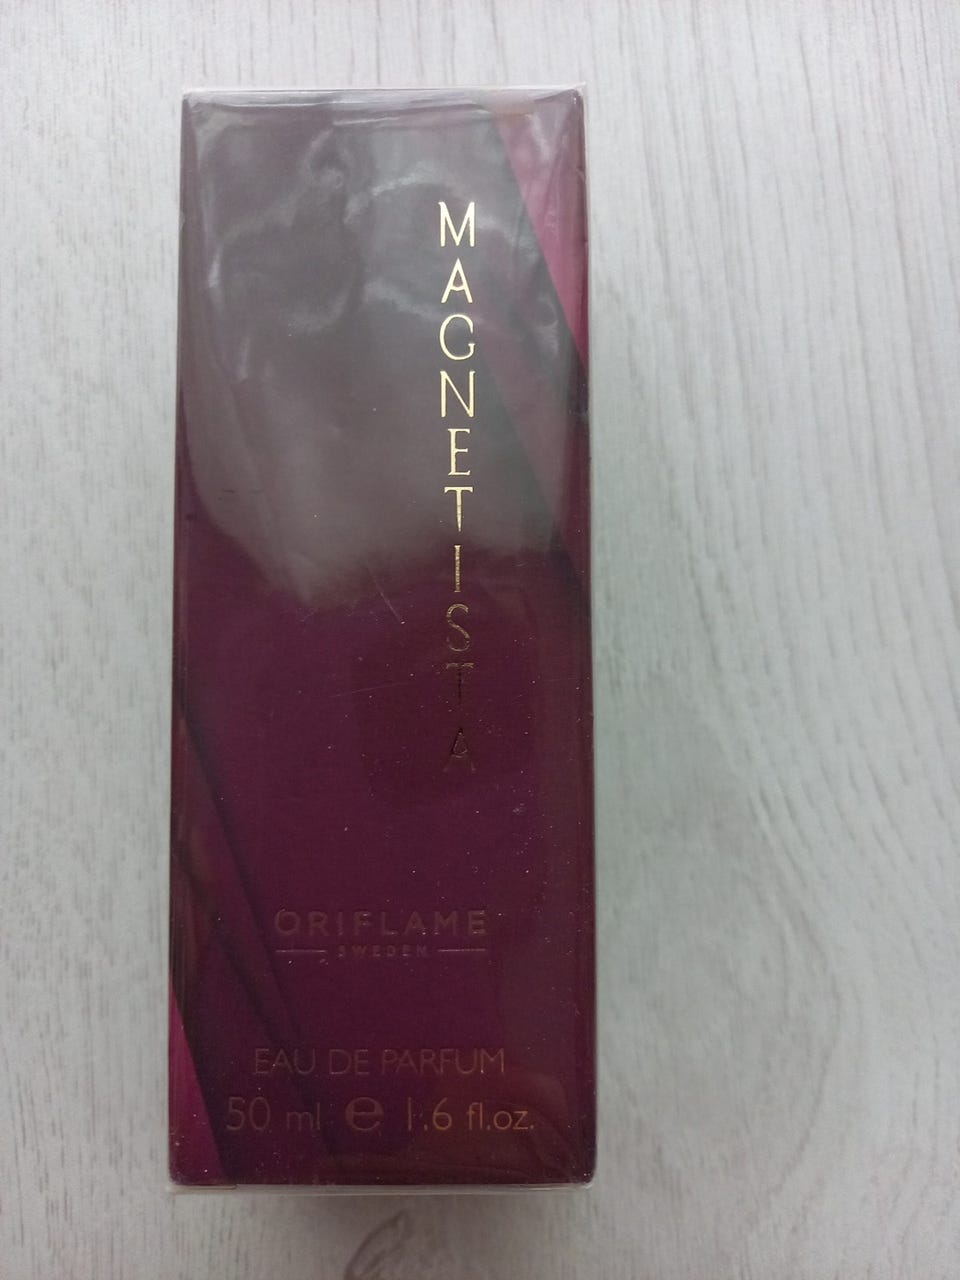 MAGNETISTA
ORIFLAME
SWEDEN
EAU DE PARFUM
50 ml e 1.6 fl.oz.